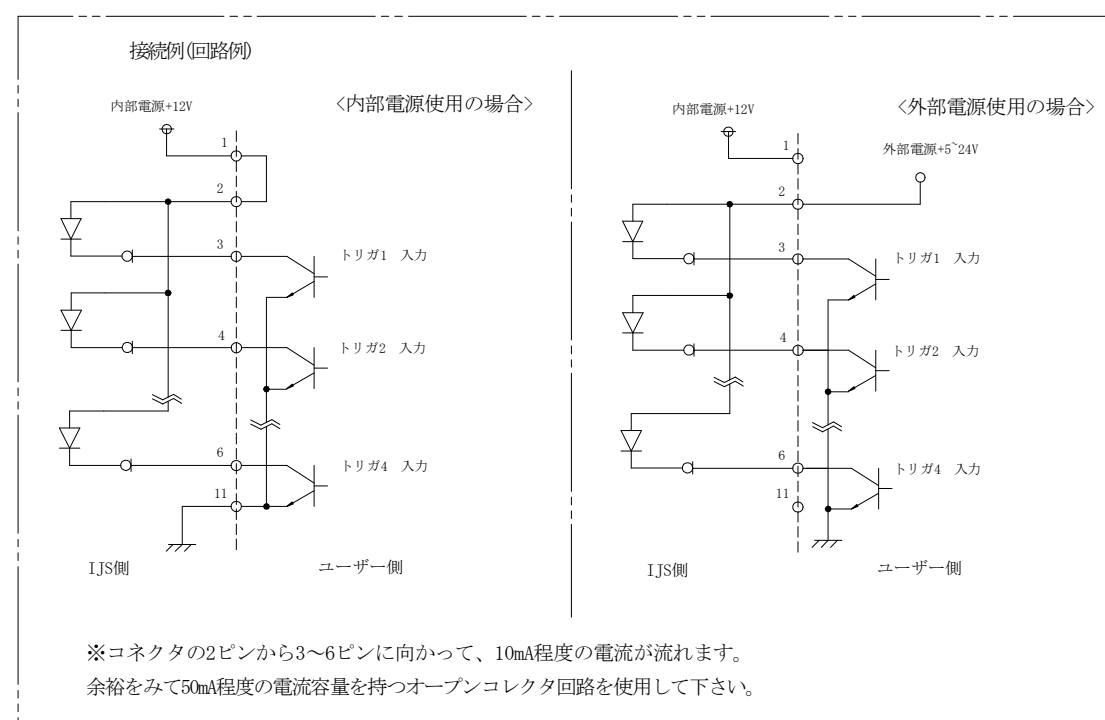 接続例(回路例)
<内部電源使用の場合>
内部電源+12V
1
2
3
トリガ1 入力
4
トリガ2 入力
6
トリガ4 入力
11
IJS側
ユーザー側
<外部電源使用の場合>
内部電源+12V
外部電源+5~24V
1
2
3
トリガ1 入力
4
トリガ2 入力
6
トリガ4 入力
11
IJS側
ユーザー側
※コネクタの2ピンから3～6ピンに向かって、10mA程度の電流が流れます。
余裕をみて50mA程度の電流容量を持つオープンコレクタ回路を使用して下さい。